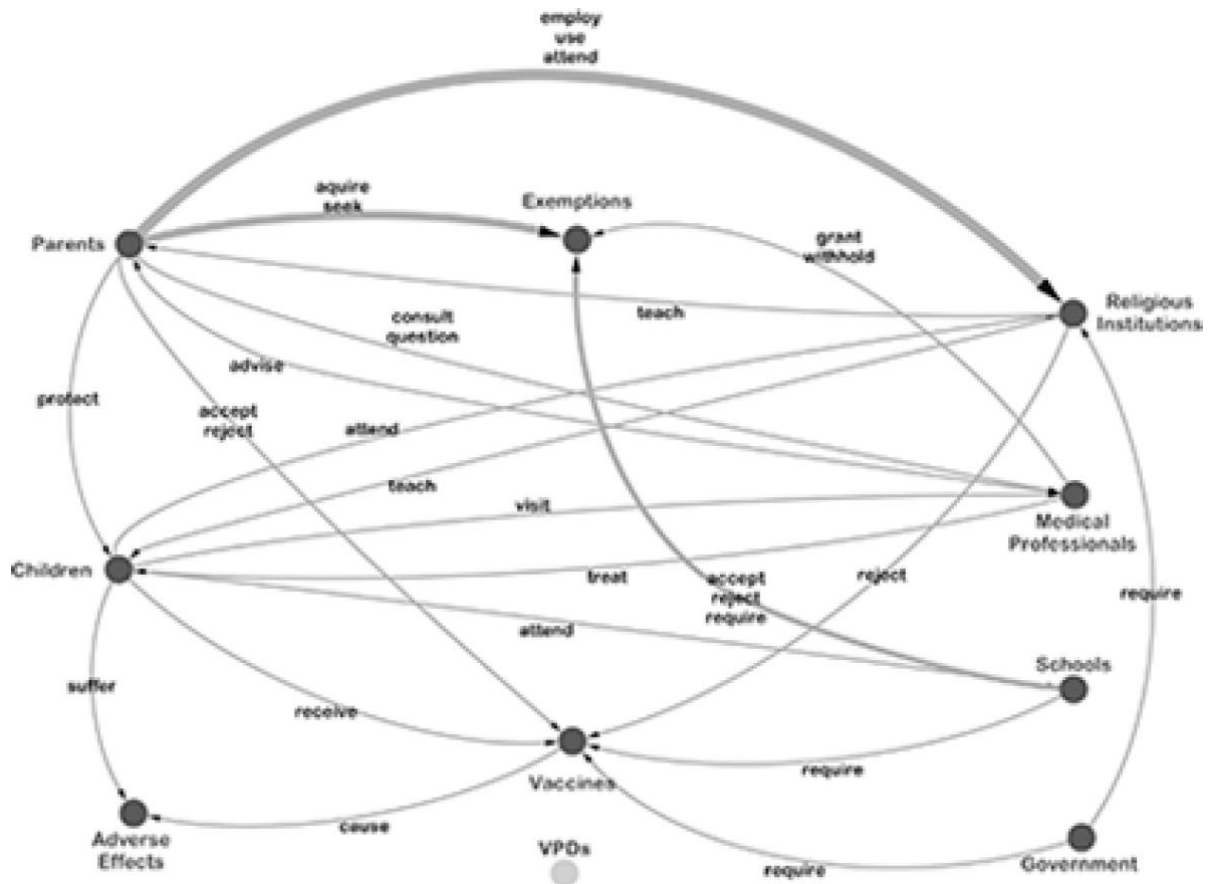 employ
use
attend
aquire
seek
Exemptions
Parents
grant
withhold
Religious
Institutions
teach
consult
question
advise
protect
accept
reject
attend
teach
visit
Medical
Professionals
Children
treat
accept
reject
require
reject
require
attend
Schools
suffer
receive
require
Vaccines
cause
Adverse
Effects
VPDs
require
Government